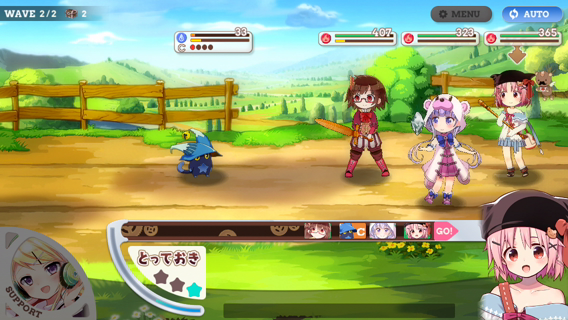 WAVE 2/2 2
MENU
AUTO
33
C
407
323
365
C
GO!
とっておき
SUPPORT